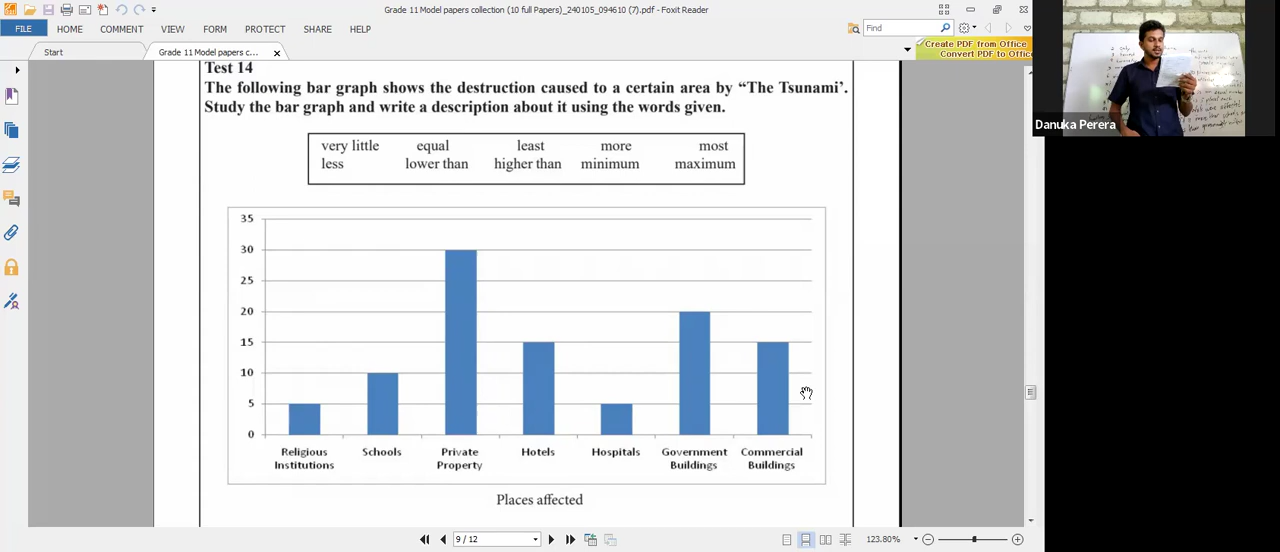 Grade 11 Model papers collection (10 full Papers)_240105_094610 (7).pdf - Foxit Reader
FILE HOME COMMENT VIEW FORM PROTECT SHARE HELP
Find
Start
Grade 11 Model papers c...
Create PDF from Office
Convert PDF to Office
Danuka Perera
Test 14
The following bar graph shows the destruction caused to a certain area by “The Tsunami’.
Study the bar graph and write a description about it using the words given.
very little equal least more most
less lower than higher than minimum maximum
35
30
25
20
15
10
5
0
Religious Institutions
Schools
Private Property
Hotels
Hospitals
Government Buildings
Commercial Buildings
Places affected
9 / 12
123.80%